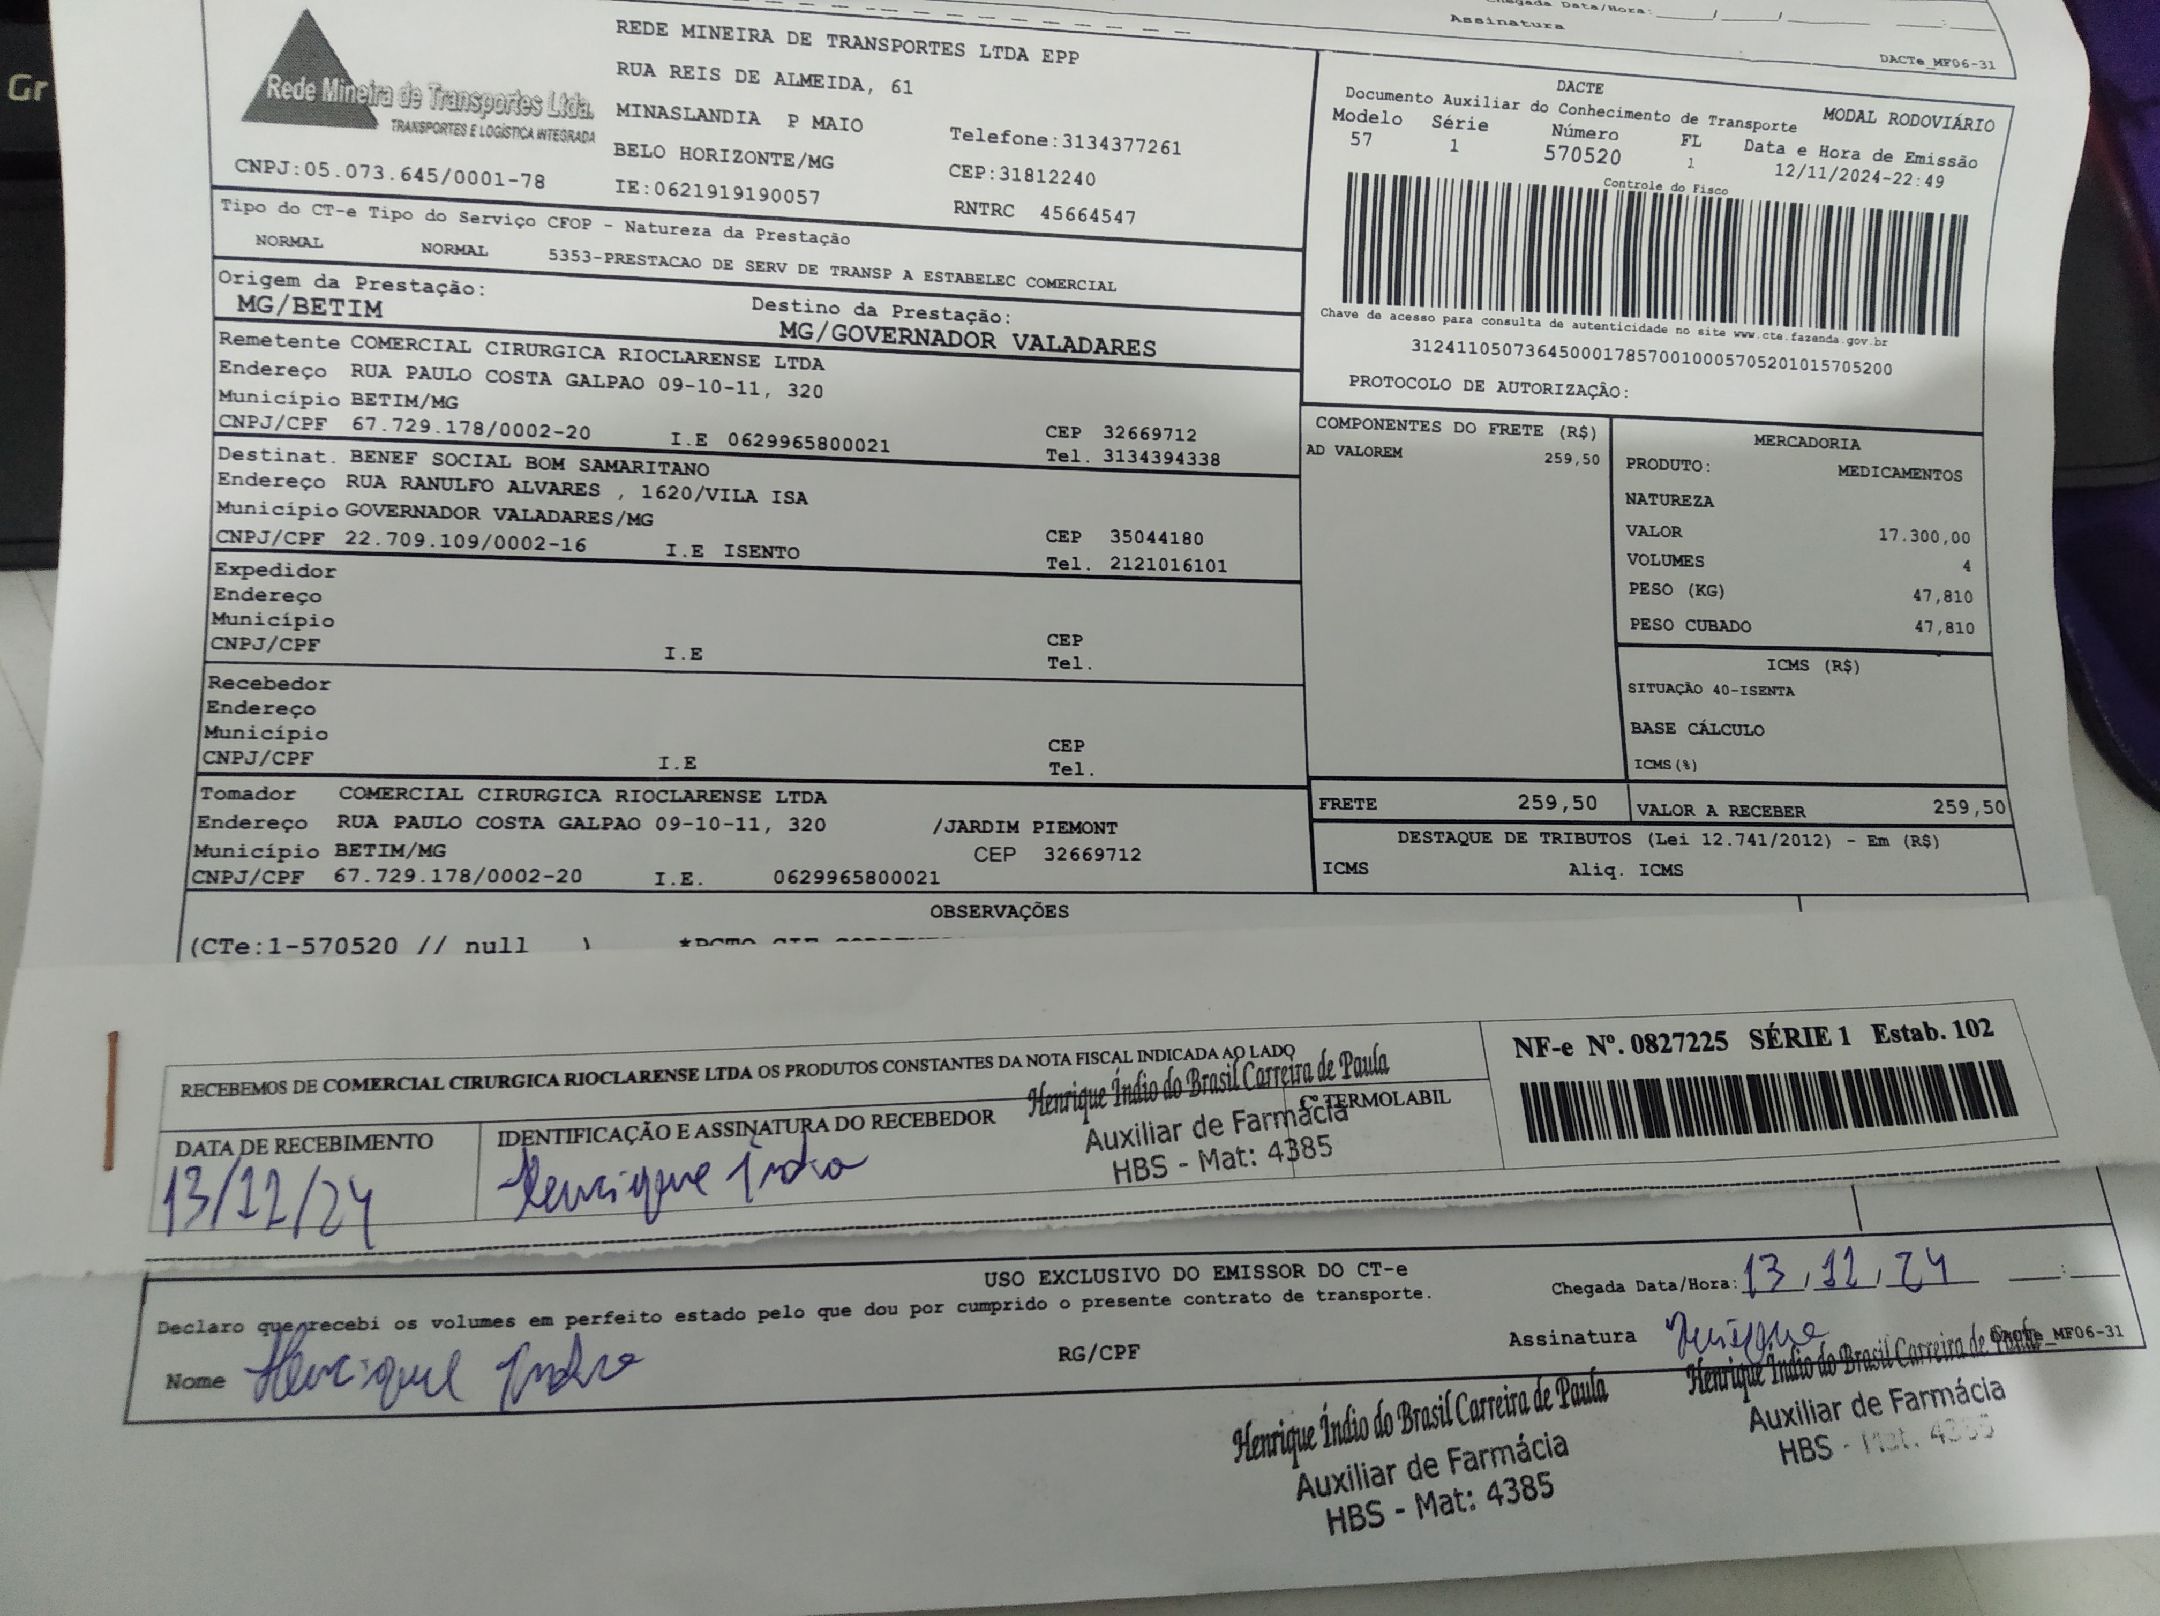 Gr
Chegada Data/Hora:____/____/______ __:__
Assinatura
DACTe_MF06-31
Rede Mineira de Transportes Ltda.
TRANSPORTES E LOGÍSTICA INTEGRADA
CNPJ:05.073.645/0001-78
REDE MINEIRA DE TRANSPORTES LTDA EPP
RUA REIS DE ALMEIDA, 61
MINASLANDIA P MAIO Telefone:3134377261
BELO HORIZONTE/MG CEP:31812240
IE:0621919190057 RNTRC 45664547
DACTE
Documento Auxiliar do Conhecimento de Transporte MODAL RODOVIÁRIO
Modelo Série Número FL Data e Hora de Emissão
57 1 570520 1 12/11/2024-22:49
Controle do Fisco
Chave de acesso para consulta de autenticidade no site www.cte.fazenda.gov.br
31241105073645000178570010005705201015705200
PROTOCOLO DE AUTORIZAÇÃO:
Tipo do CT-e Tipo do Serviço CFOP - Natureza da Prestação
NORMAL NORMAL 5353-PRESTACAO DE SERV DE TRANSP A ESTABELEC COMERCIAL
Origem da Prestação: Destino da Prestação:
MG/BETIM MG/GOVERNADOR VALADARES
Remetente COMERCIAL CIRURGICA RIOCLARENSE LTDA
Endereço RUA PAULO COSTA GALPAO 09-10-11, 320
Município BETIM/MG CEP 32669712
CNPJ/CPF 67.729.178/0002-20 I.E 0629965800021 Tel. 3134394338
Destinat. BENEF SOCIAL BOM SAMARITANO
Endereço RUA RANULFO ALVARES , 1620/VILA ISA
Município GOVERNADOR VALADARES/MG CEP 35044180
CNPJ/CPF 22.709.109/0002-16 I.E ISENTO Tel. 2121016101
Expedidor
Endereço
Município CEP
CNPJ/CPF I.E Tel.
Recebedor
Endereço
Município CEP
CNPJ/CPF I.E Tel.
Tomador COMERCIAL CIRURGICA RIOCLARENSE LTDA
Endereço RUA PAULO COSTA GALPAO 09-10-11, 320 /JARDIM PIEMONT
Município BETIM/MG CEP 32669712
CNPJ/CPF 67.729.178/0002-20 I.E. 0629965800021
COMPONENTES DO FRETE (R$)
AD VALOREM 259,50
MERCADORIA
PRODUTO: MEDICAMENTOS
NATUREZA
VALOR 17.300,00
VOLUMES 4
PESO (KG) 47,810
PESO CUBADO 47,810
ICMS (R$)
SITUAÇÃO 40-ISENTA
BASE CÁLCULO
ICMS(%)
FRETE 259,50 VALOR A RECEBER 259,50
DESTAQUE DE TRIBUTOS (Lei 12.741/2012) - Em (R$)
ICMS Aliq. ICMS
OBSERVAÇÕES
(CTe:1-570520 // null )
RECEBEMOS DE COMERCIAL CIRURGICA RIOCLARENSE LTDA OS PRODUTOS CONSTANTES DA NOTA FISCAL INDICADA AO LADO
NF-e Nº. 0827225 SÉRIE 1 Estab. 102
DATA DE RECEBIMENTO IDENTIFICAÇÃO E ASSINATURA DO RECEBEDOR Cº TERMOLABIL
13/12/24 Henrique Índio
Henrique Índio do Brasil Carreira de Paula
Auxiliar de Farmácia
HBS - Mat: 4385
USO EXCLUSIVO DO EMISSOR DO CT-e
Declaro que recebi os volumes em perfeito estado pelo que dou por cumprido o presente contrato de transporte.
Chegada Data/Hora: 13/12/24 __:__
Nome Henrique Índio RG/CPF Assinatura Henrique
MF06-31
Henrique Índio do Brasil Carreira de Paula
Auxiliar de Farmácia
HBS - Mat: 4385
Henrique Índio do Brasil Carreira de Paula
Auxiliar de Farmácia
HBS - Mat. 4385